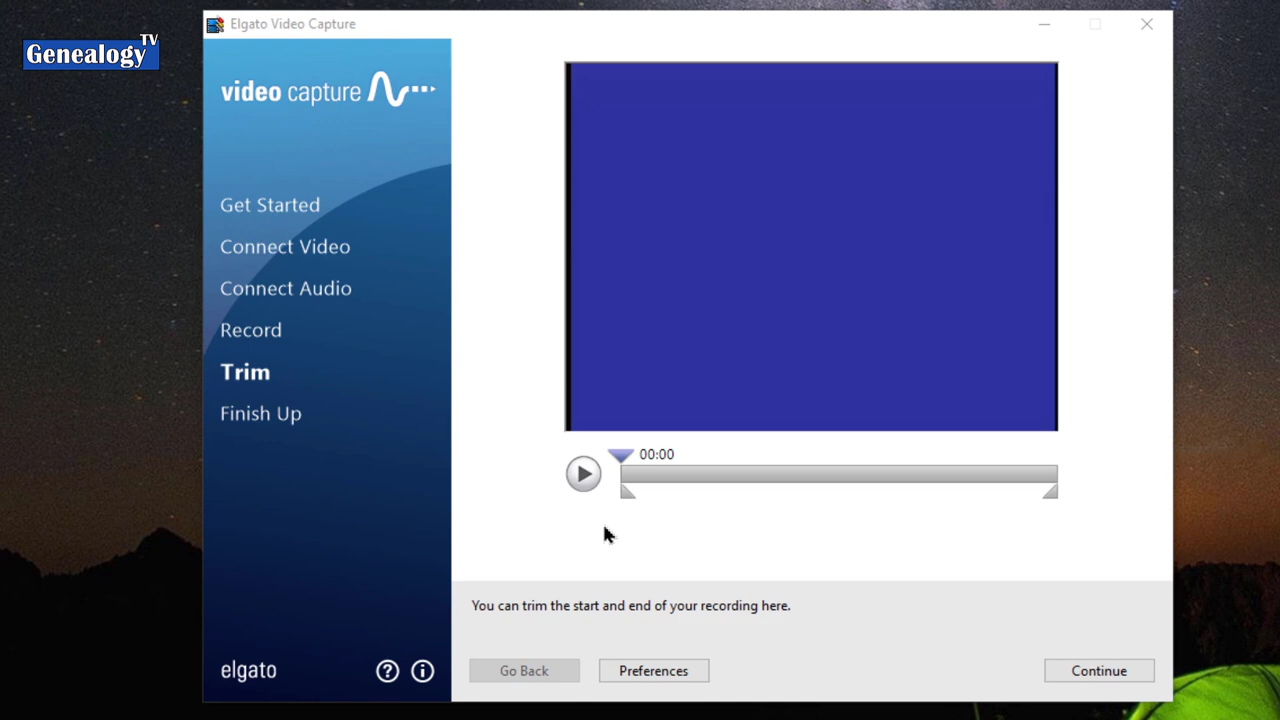 Genealogy TV
Elgato Video Capture
video capture
Get Started
Connect Video
Connect Audio
Record
Trim
Finish Up
00:00
You can trim the start and end of your recording here.
elgato ? i
Go Back
Preferences
Continue